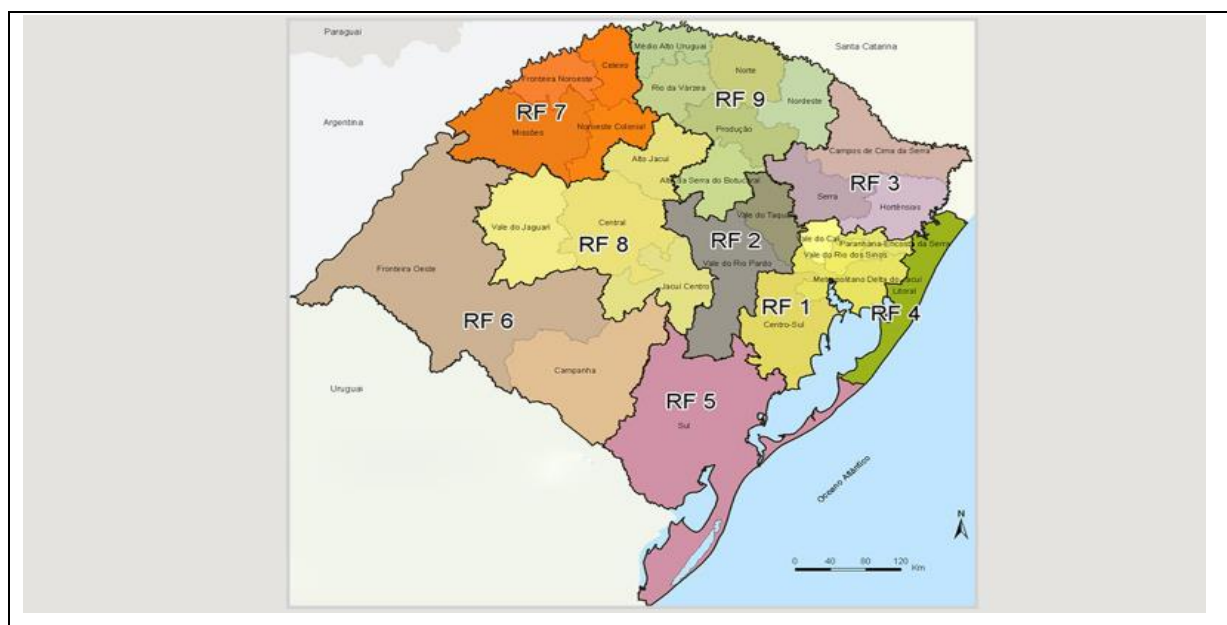 Paraguai
Santa Catarina
Argentina
Uruguai
Médio Alto Uruguai
Norte
Celeiro
Fronteira Noroeste
Rio da Várzea
RF 9
Nordeste
RF 7
Missões
Noroeste Colonial
Produção
Alto Jacuí
Campos de Cima da Serra
Alto da Serra do Botucaraí
RF 3
Serra
Hortênsias
Vale do Taquari
Vale do Jaguari
Central
RF 8
RF 2
Vale do Rio Pardo
Vale do Caí
Paranhana-Encosta da Serra
Vale do Rio dos Sinos
Fronteira Oeste
Metropolitano Delta do Jacuí
Jacuí Centro
Litoral
RF 1
RF 4
Centro-Sul
RF 6
Campanha
RF 5
Sul
Oceano Atlântico
N
0 40 80 120
Km